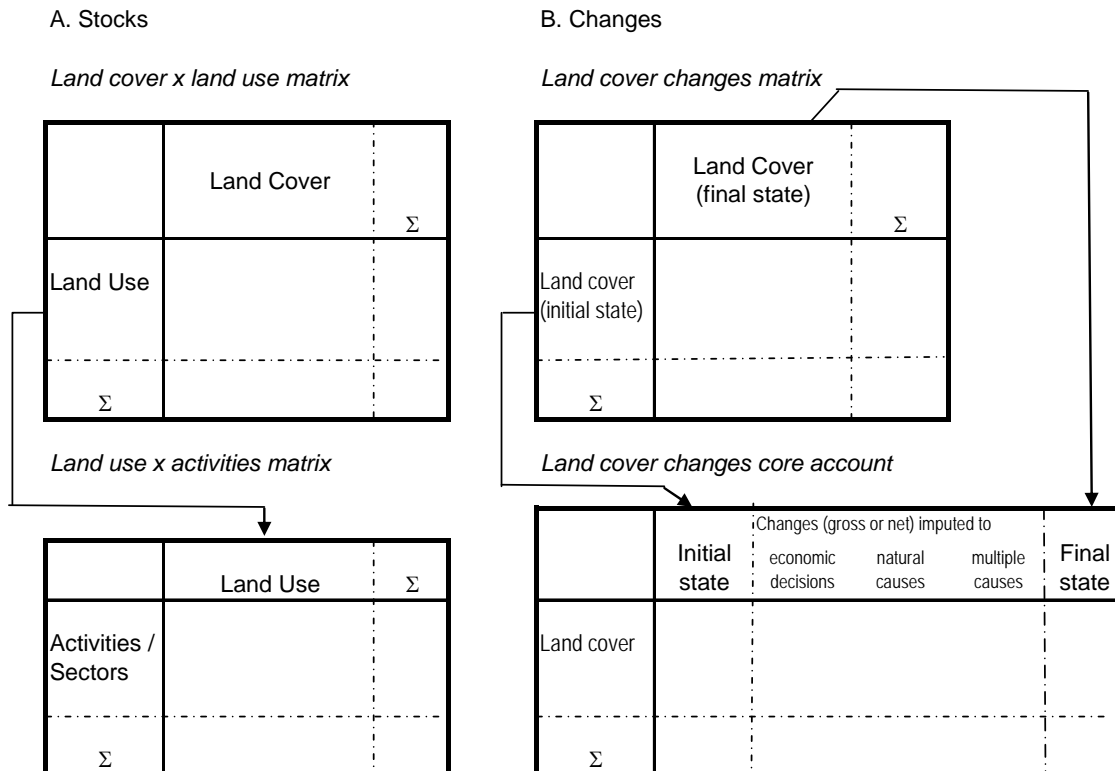 A. Stocks
Land cover x land use matrix
Land Cover
Σ
Land Use
Σ
Land use x activities matrix
Land Use
Σ
Activities /
Sectors
Σ
B. Changes
Land cover changes matrix
Land Cover
(final state)
Σ
Land cover
(initial state)
Σ
Land cover changes core account
Initial
state
Changes (gross or net) imputed to
economic
decisions
natural
causes
multiple
causes
Final
state
Land cover
Σ